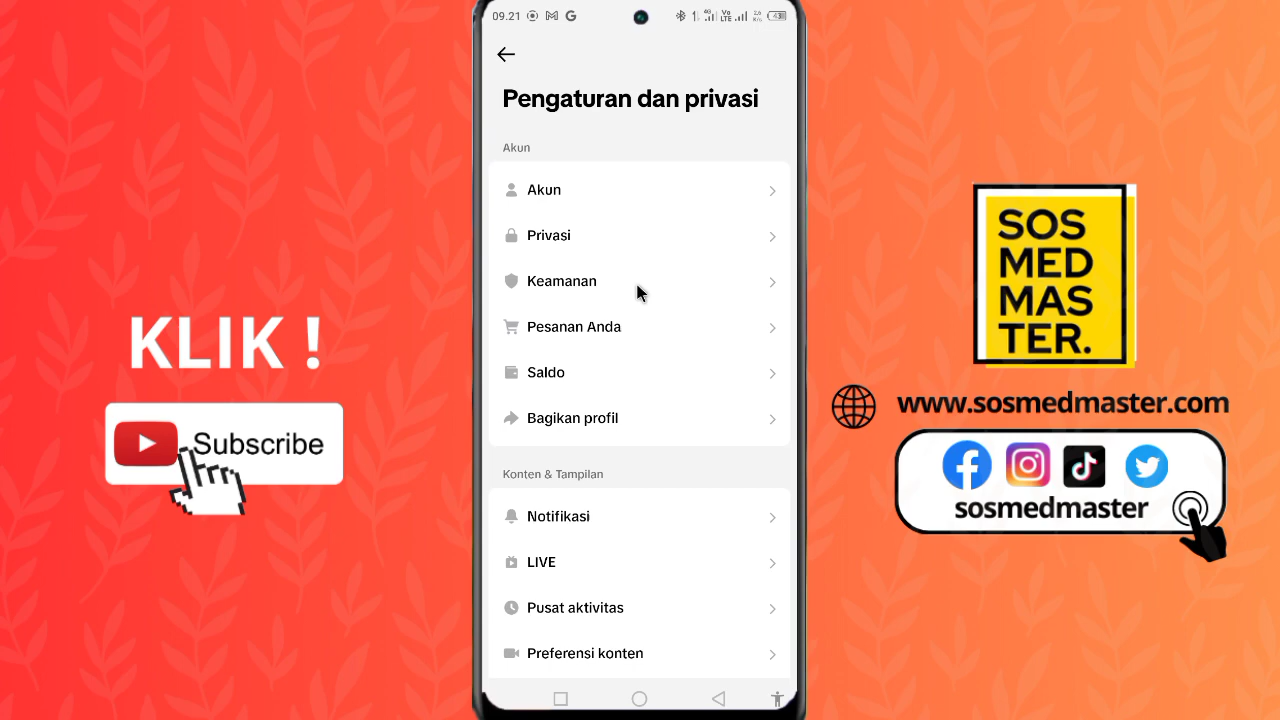 09.21
Pengaturan dan privasi
Akun
Akun
Privasi
Keamanan
Pesanan Anda
Saldo
Bagikan profil
Konten & Tampilan
Notifikasi
LIVE
Pusat aktivitas
Preferensi konten
KLIK !
Subscribe
SOS
MED
MAS
TER.
www.sosmedmaster.com
sosmedmaster